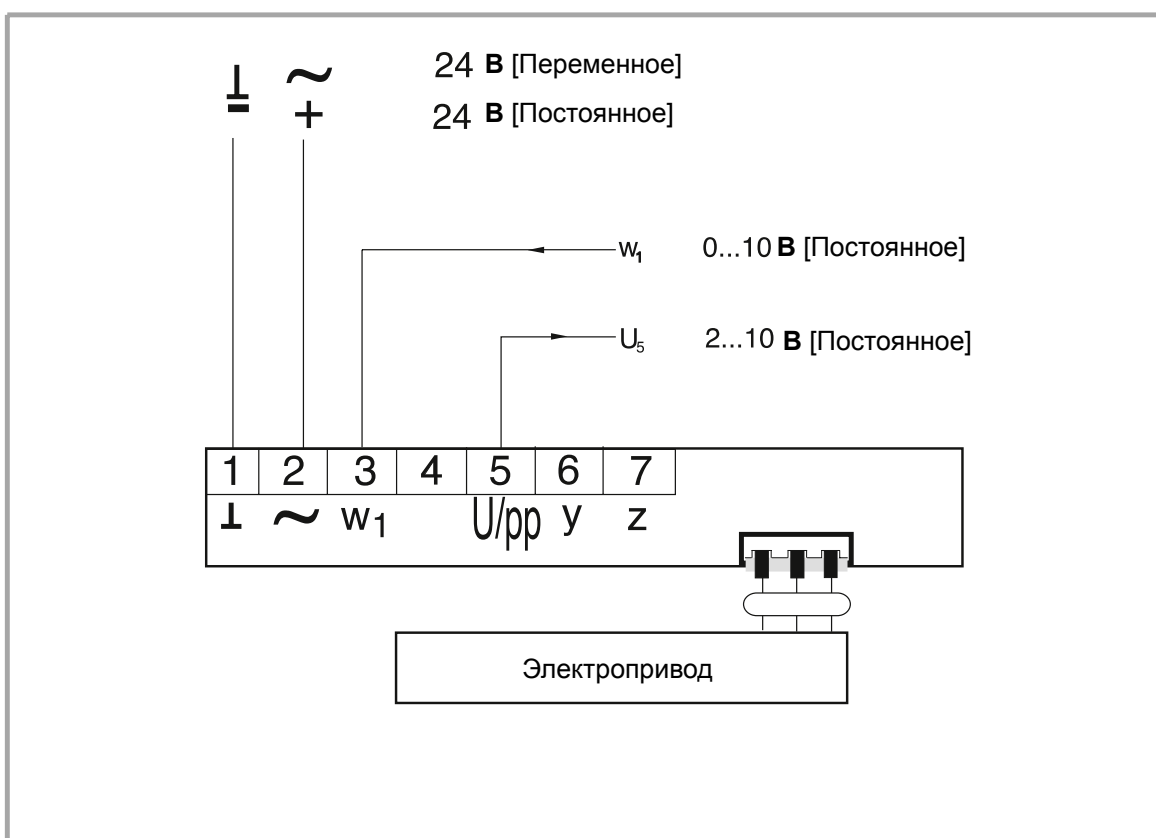 ⊥ ~ 24 В [Переменное]
- + 24 В [Постоянное]
w₁ 0...10 В [Постоянное]
U₅ 2...10 В [Постоянное]
1 2 3 4 5 6 7
⊥ ~ w₁ U/pp y z
Электропривод